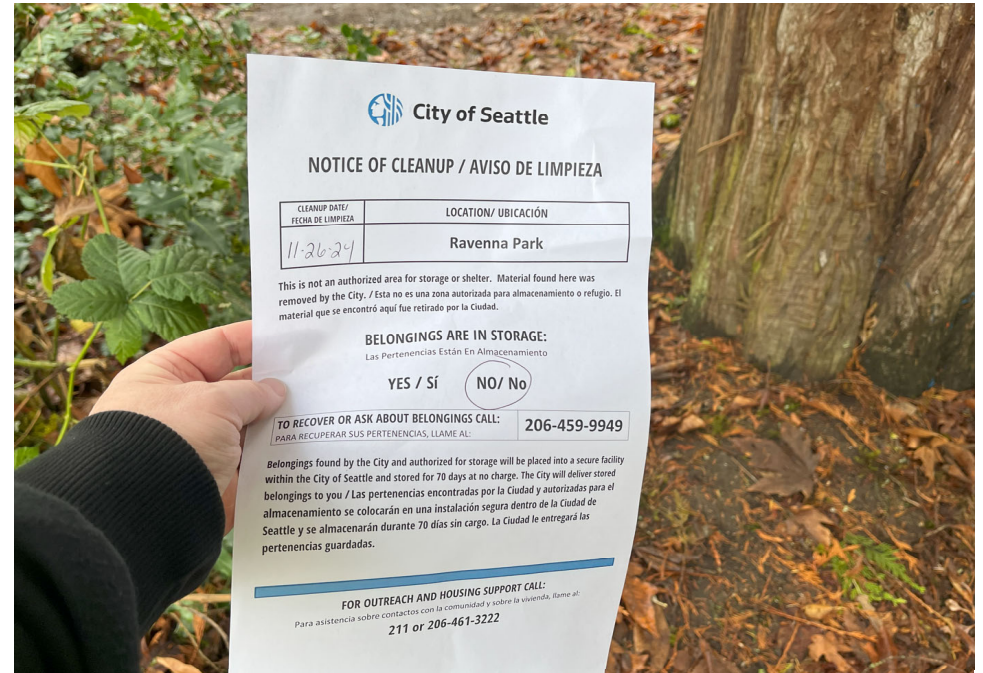 City of Seattle
NOTICE OF CLEANUP / AVISO DE LIMPIEZA
CLEANUP DATE/
FECHA DE LIMPIEZA
LOCATION/ UBICACIÓN
11-26-24
Ravenna Park
This is not an authorized area for storage or shelter. Material found here was
removed by the City. / Esta no es una zona autorizada para almacenamiento o refugio. El
material que se encontró aquí fue retirado por la Ciudad.
BELONGINGS ARE IN STORAGE:
Las Pertenencias Están En Almacenamiento
YES / Sí NO/ No
TO RECOVER OR ASK ABOUT BELONGINGS CALL:
PARA RECUPERAR SUS PERTENENCIAS, LLAME AL:
206-459-9949
Belongings found by the City and authorized for storage will be placed into a secure facility
within the City of Seattle and stored for 70 days at no charge. The City will deliver stored
belongings to you / Las pertenencias encontradas por la Ciudad y autorizadas para el
almacenamiento se colocarán en una instalación segura dentro de la Ciudad de
Seattle y se almacenarán durante 70 días sin cargo. La Ciudad le entregará las
pertenencias guardadas.
FOR OUTREACH AND HOUSING SUPPORT CALL:
Para asistencia sobre contactos con la comunidad y sobre la vivienda, llame al:
211 or 206-461-3222